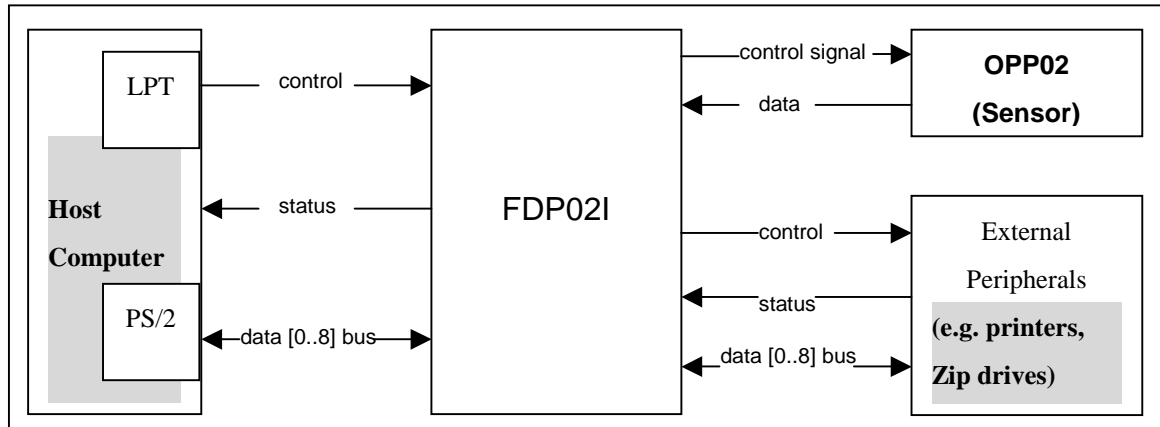 LPT
Host
Computer
PS/2
control
status
data [0..8] bus
FDP02I
control signal
data
OPP02
(Sensor)
control
status
data [0..8] bus
External
Peripherals
(e.g. printers,
Zip drives)